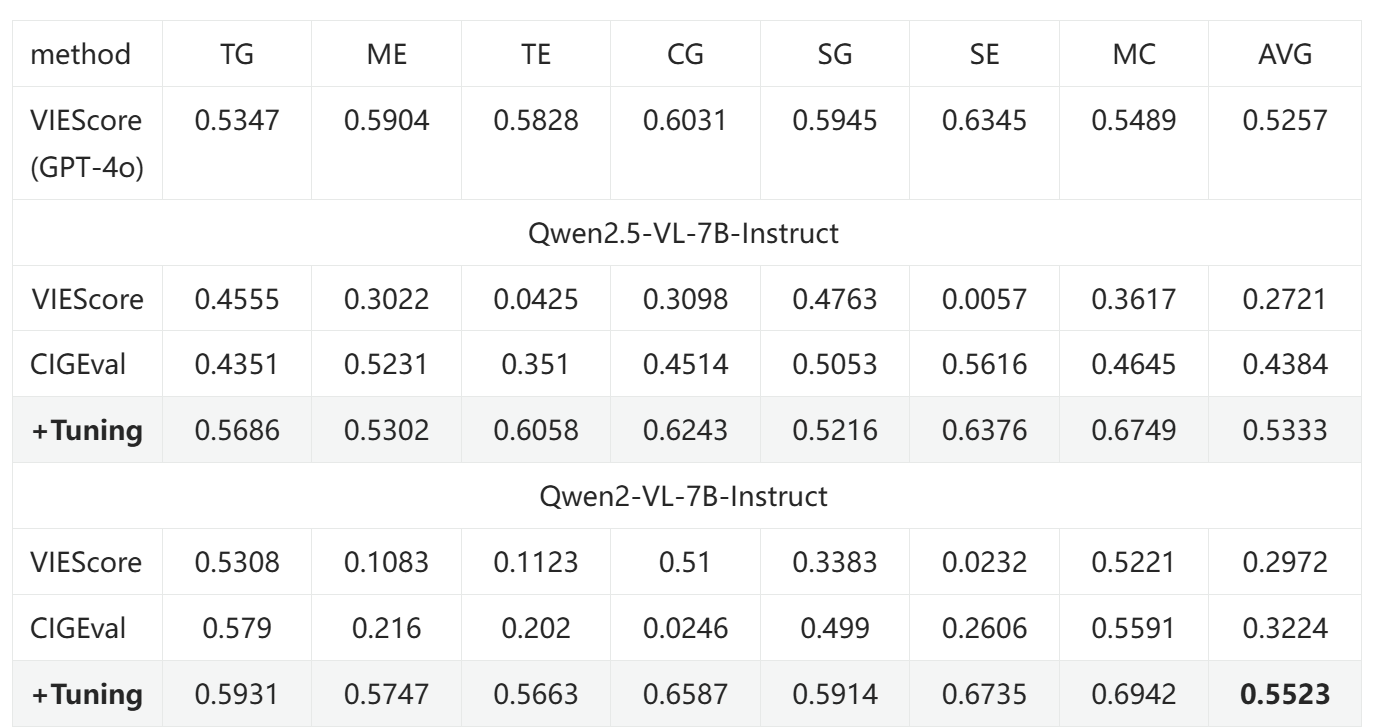 method TG ME TE CG SG SE MC AVG
VIEScore 0.5347 0.5904 0.5828 0.6031 0.5945 0.6345 0.5489 0.5257
(GPT-4o)
Qwen2.5-VL-7B-Instruct
VIEScore 0.4555 0.3022 0.0425 0.3098 0.4763 0.0057 0.3617 0.2721
CIGEval 0.4351 0.5231 0.351 0.4514 0.5053 0.5616 0.4645 0.4384
+Tuning 0.5686 0.5302 0.6058 0.6243 0.5216 0.6376 0.6749 0.5333
Qwen2-VL-7B-Instruct
VIEScore 0.5308 0.1083 0.1123 0.51 0.3383 0.0232 0.5221 0.2972
CIGEval 0.579 0.216 0.202 0.0246 0.499 0.2606 0.5591 0.3224
+Tuning 0.5931 0.5747 0.5663 0.6587 0.5914 0.6735 0.6942 0.5523